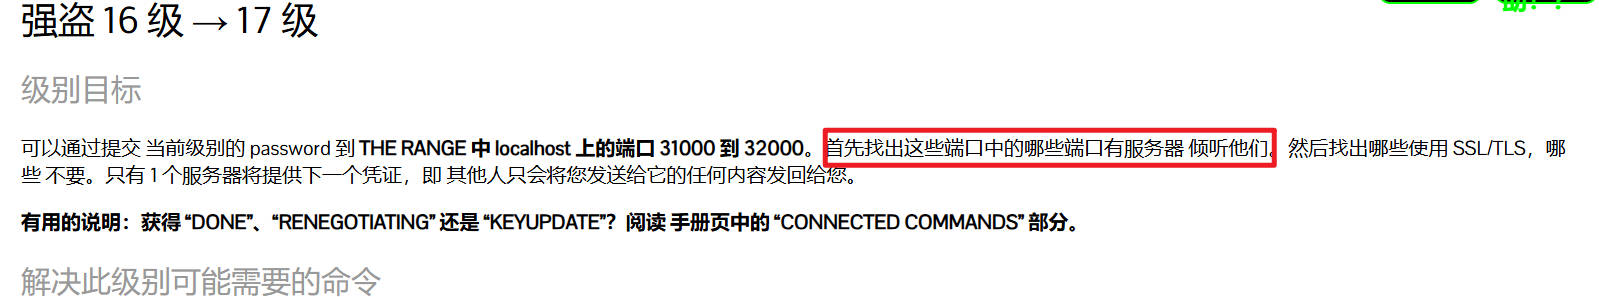 强盗 16 级 → 17 级
级别目标
可以通过提交 当前级别的 password 到 THE RANGE 中 localhost 上的端口 31000 到 32000。首先找出这些端口中的哪些端口有服务器 倾听他们。然后找出哪些使用 SSL/TLS，哪
些 不要。只有 1 个服务器将提供下一个凭证，即 其他人只会将您发送给它的任何内容发回给您。
有用的说明：获得 “DONE”、“RENEGOTIATING” 还是 “KEYUPDATE”？阅读 手册页中的 “CONNECTED COMMANDS” 部分。
解决此级别可能需要的命令